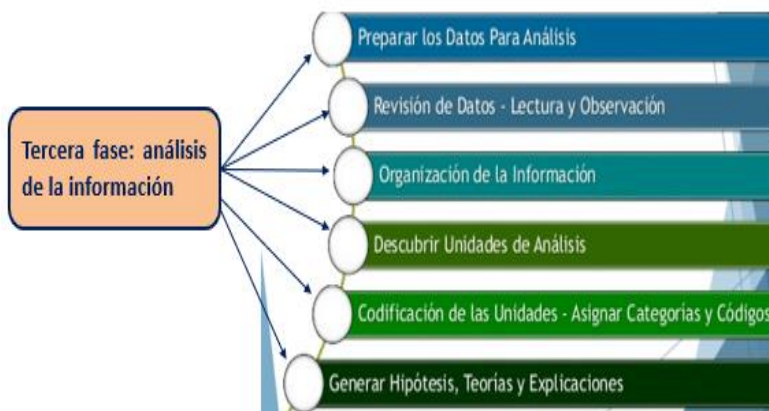 Preparar los Datos Para Análisis
Revisión de Datos - Lectura y Observación
Tercera fase: análisis
de la información
Organización de la Información
Descubrir Unidades de Análisis
Codificación de las Unidades - Asignar Categorías y Códigos
Generar Hipótesis, Teorías y Explicaciones